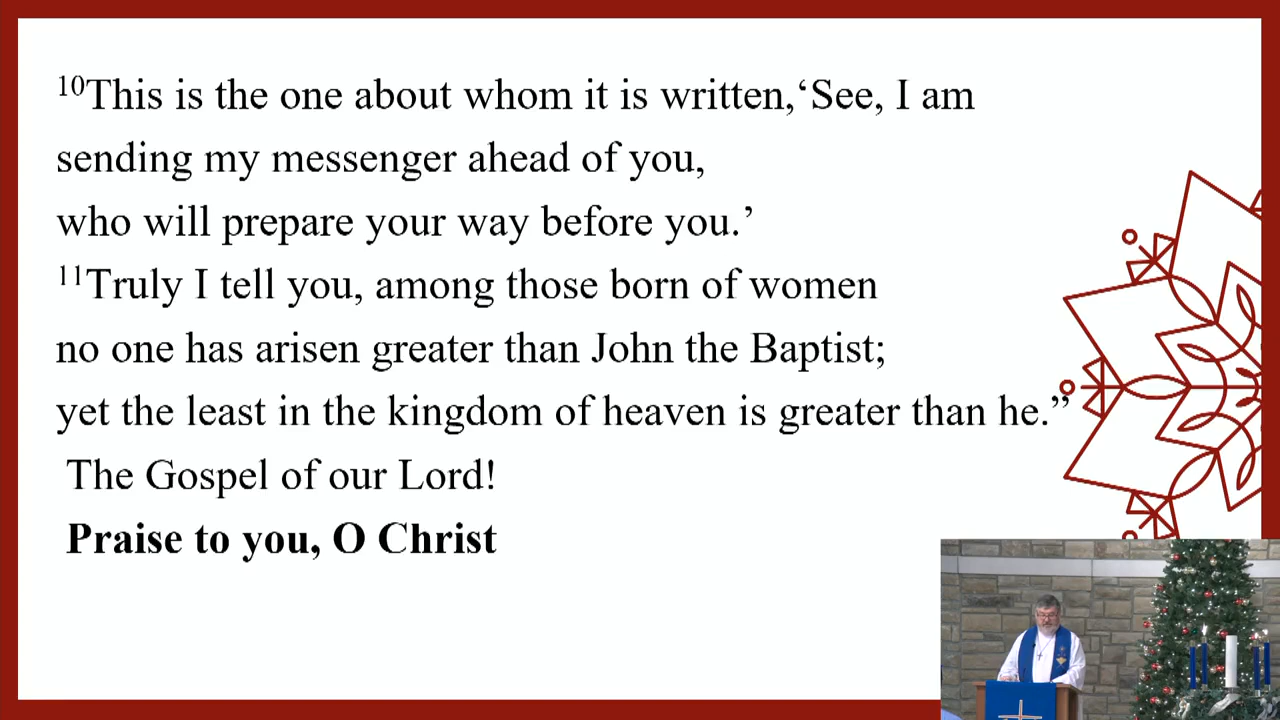 ¹⁰This is the one about whom it is written,‘See, I am
sending my messenger ahead of you,
who will prepare your way before you.’
¹¹Truly I tell you, among those born of women
no one has arisen greater than John the Baptist;
yet the least in the kingdom of heaven is greater than he.”
The Gospel of our Lord!
Praise to you, O Christ